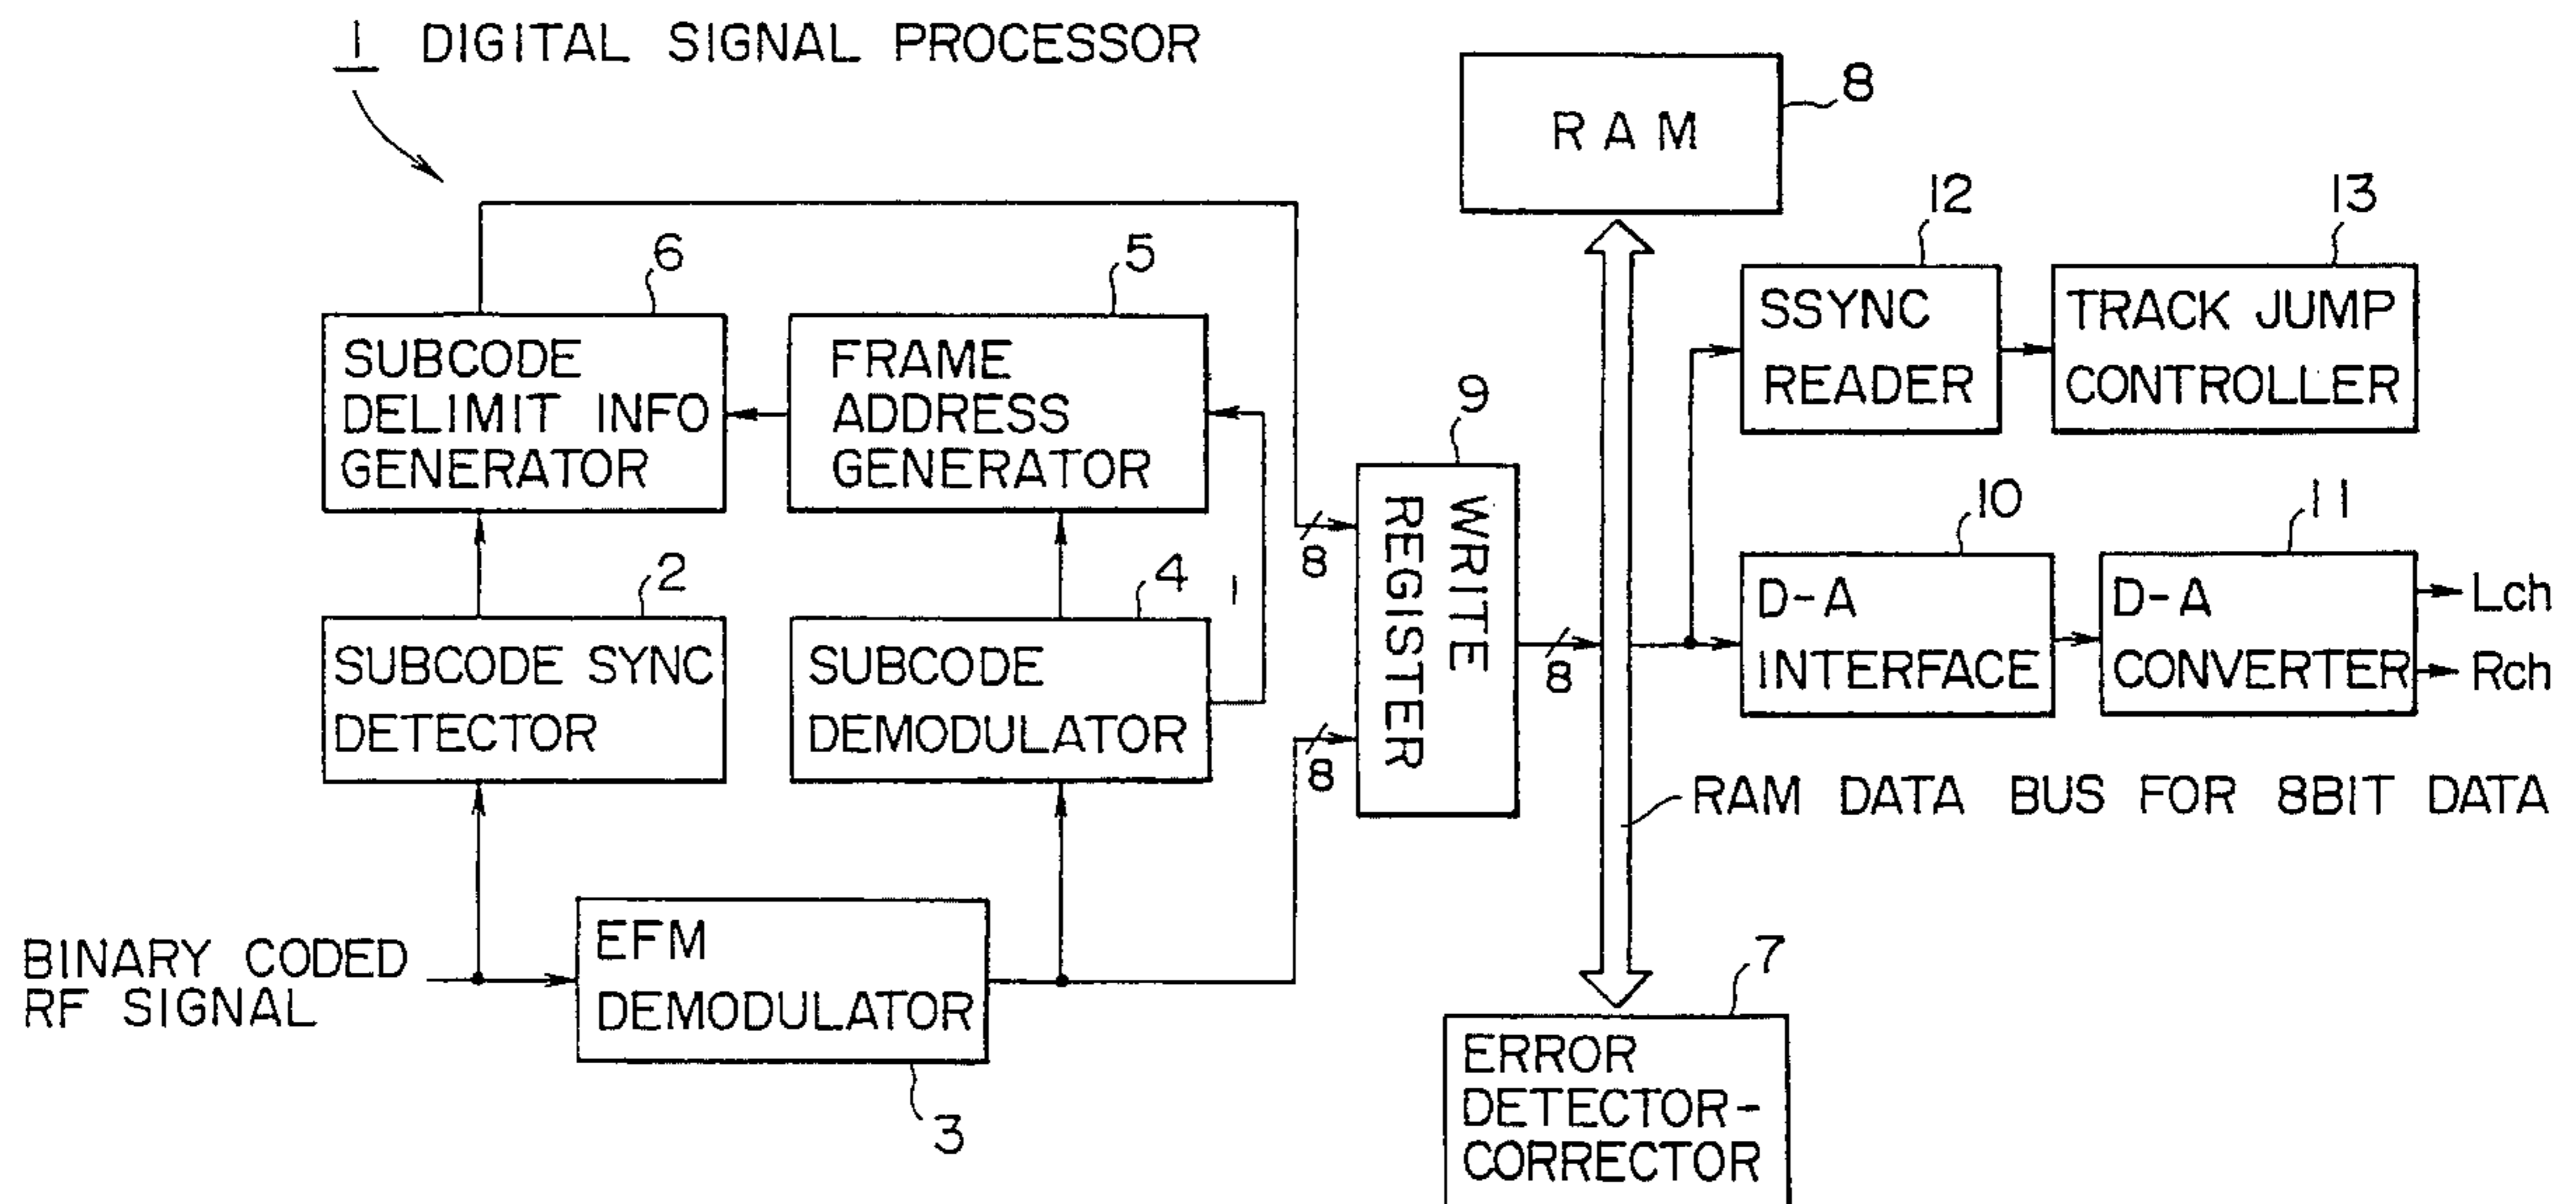 1 DIGITAL SIGNAL PROCESSOR
8
RAM
12
13
6
5
SSYNC
READER
TRACK JUMP
CONTROLLER
SUBCODE
DELIMIT INFO
GENERATOR
FRAME
ADDRESS
GENERATOR
9
WRITE
REGISTER
8
8
8
10
11
D-A
INTERFACE
D-A
CONVERTER
Lch
Rch
2
4
1
SUBCODE SYNC
DETECTOR
SUBCODE
DEMODULATOR
RAM DATA BUS FOR 8BIT DATA
BINARY CODED
RF SIGNAL
EFM
DEMODULATOR
3
7
ERROR
DETECTOR-
CORRECTOR